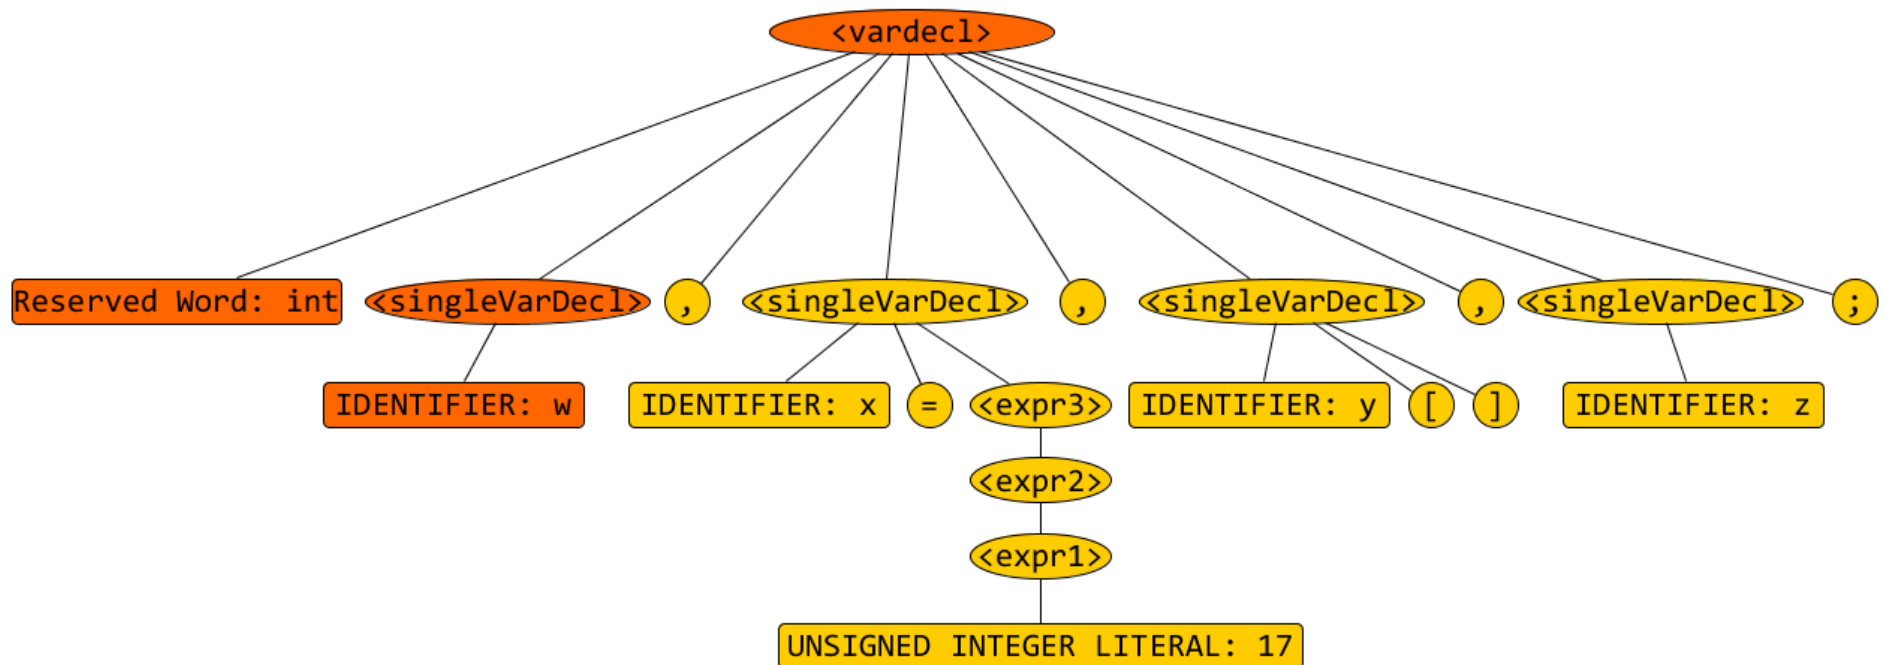 <vardecl>
Reserved Word: int <singleVarDecl> , <singleVarDecl> , <singleVarDecl> , <singleVarDecl> ;
IDENTIFIER: w IDENTIFIER: x = <expr3> IDENTIFIER: y [ ] IDENTIFIER: z
<expr2>
<expr1>
UNSIGNED INTEGER LITERAL: 17